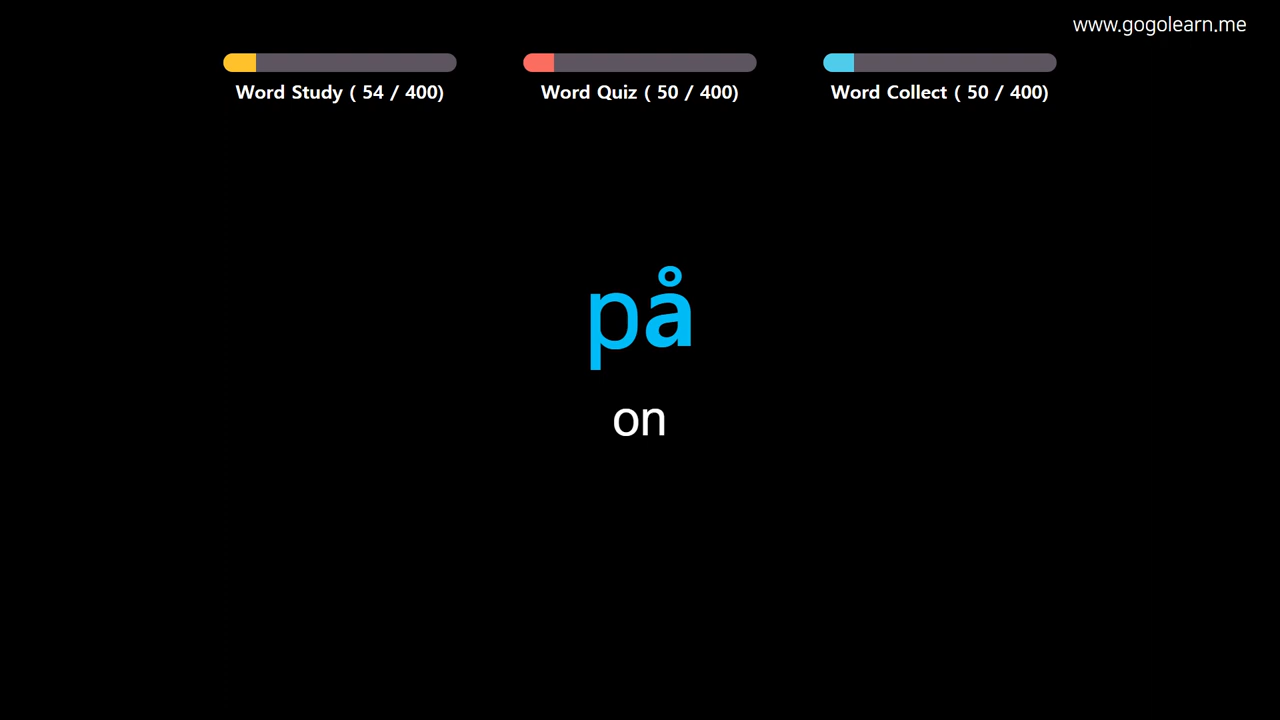 www.gogolearn.me
Word Study ( 54 / 400)
Word Quiz ( 50 / 400)
Word Collect ( 50 / 400)
på
on